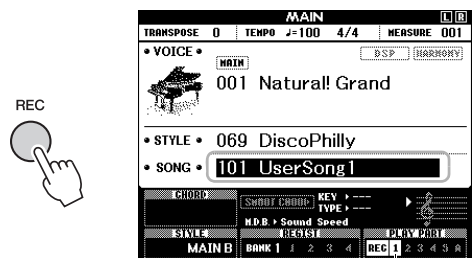 MAIN L R
TRANSPOSE 0 TEMPO ♩=100 4/4 MEASURE 001
• VOICE • DSP HARMONY
MAIN
001 Natural! Grand
REC
• STYLE • 069 DiscoPhilly
• SONG • 101 UserSong1
CHORD SMART CHORD KEY ▸ ---
TYPE ▸ ---
M.D.B. ▸ Sound Speed
STYLE REGIST PLAY PART
MAIN B BANK 1 1 2 3 4 REC 1 2 3 4 5 A